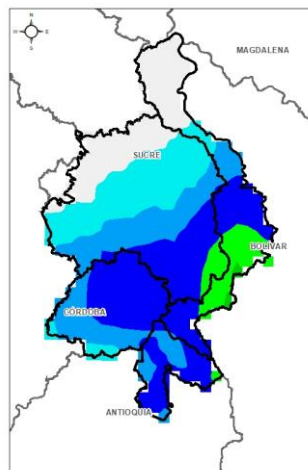 N
W E
S
MAGDALENA
SUCRE
BOLIVAR
CÓRDOBA
ANTIOQUIA